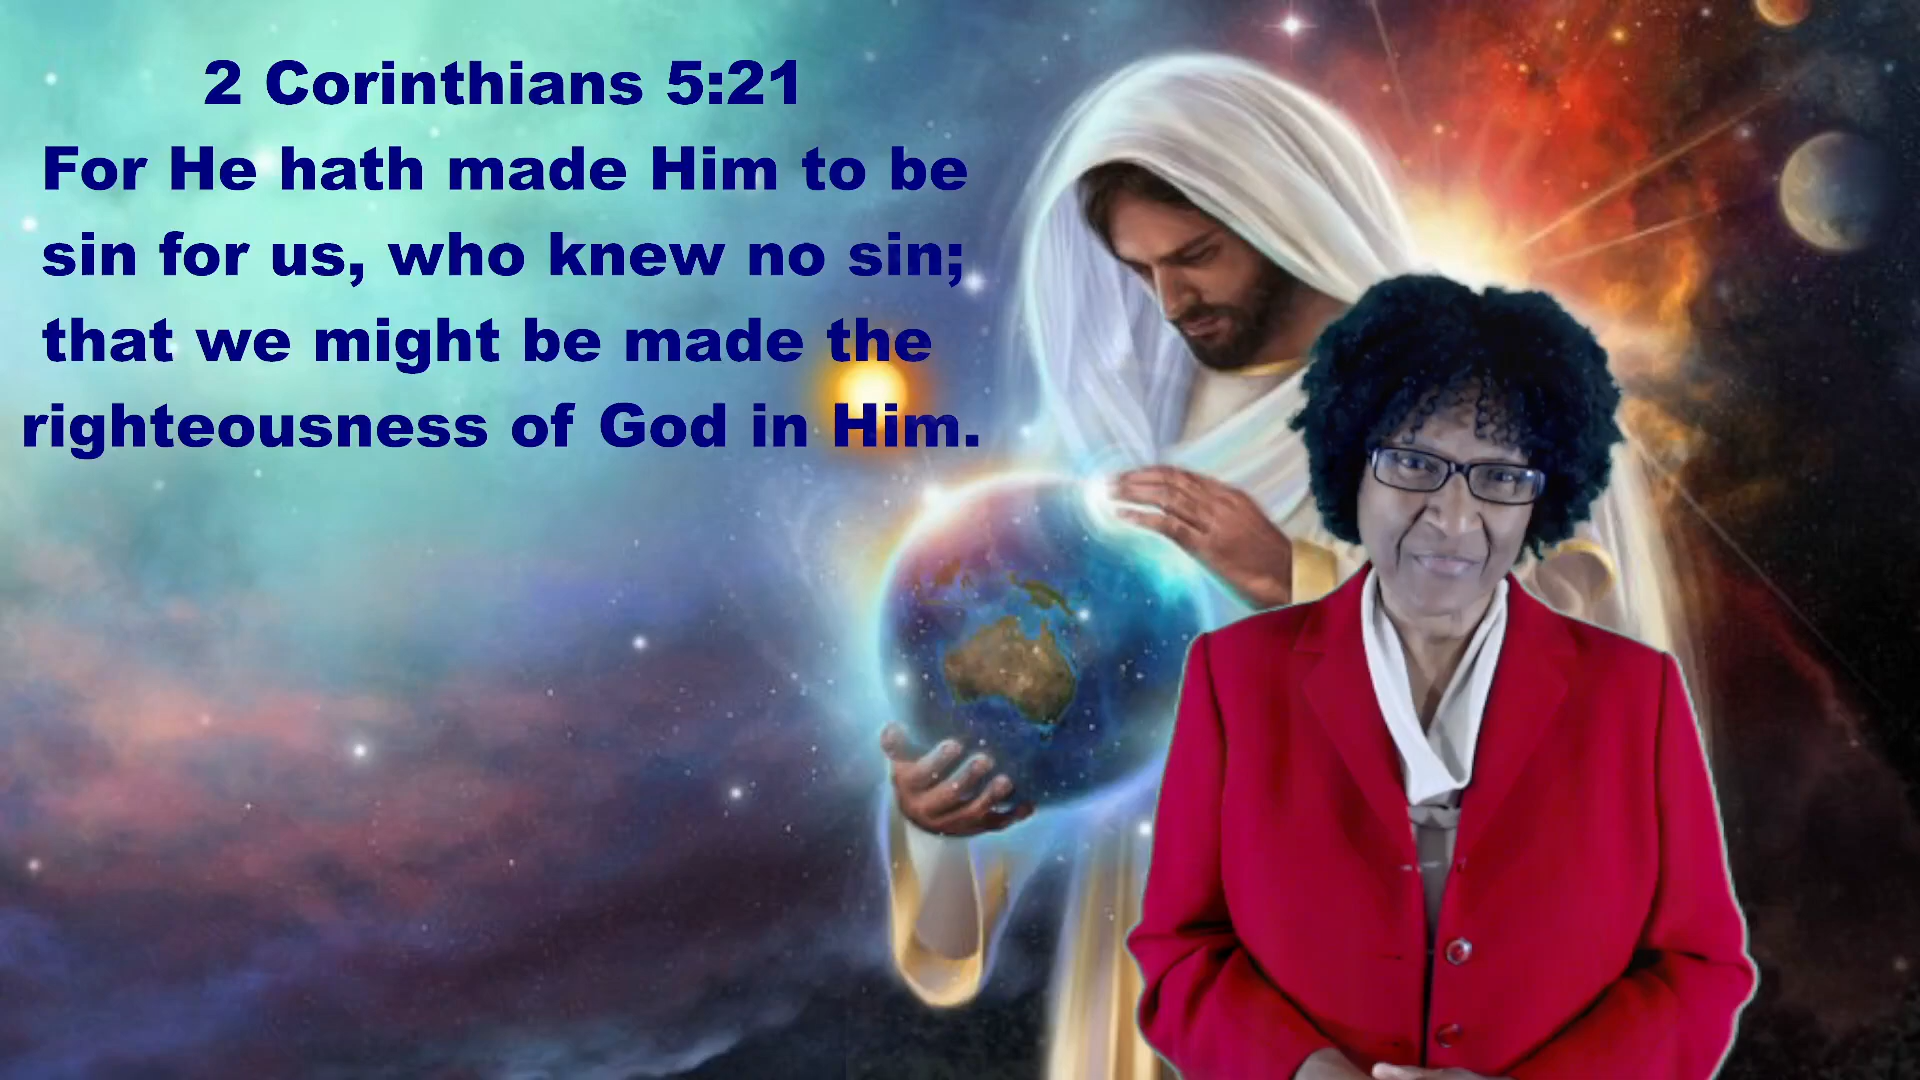 2 Corinthians 5:21
For He hath made Him to be
sin for us, who knew no sin;
that we might be made the
righteousness of God in Him.